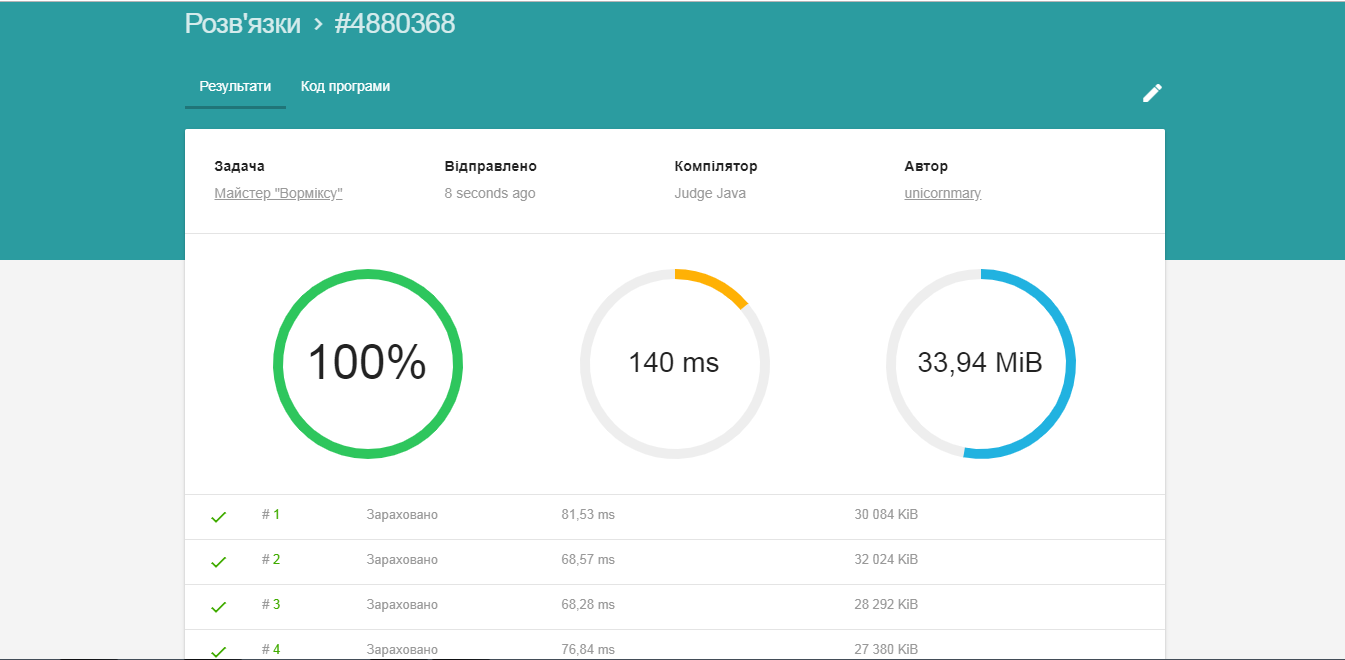 Розв'язки > #4880368
Результати Код програми
Задача Відправлено Компілятор Автор
Майстер "Ворміксу" 8 seconds ago Judge Java unicornmary
100% 140 ms 33,94 MiB
# 1 Зараховано 81,53 ms 30 084 KiB
# 2 Зараховано 68,57 ms 32 024 KiB
# 3 Зараховано 68,28 ms 28 292 KiB
# 4 Зараховано 76,84 ms 27 380 KiB